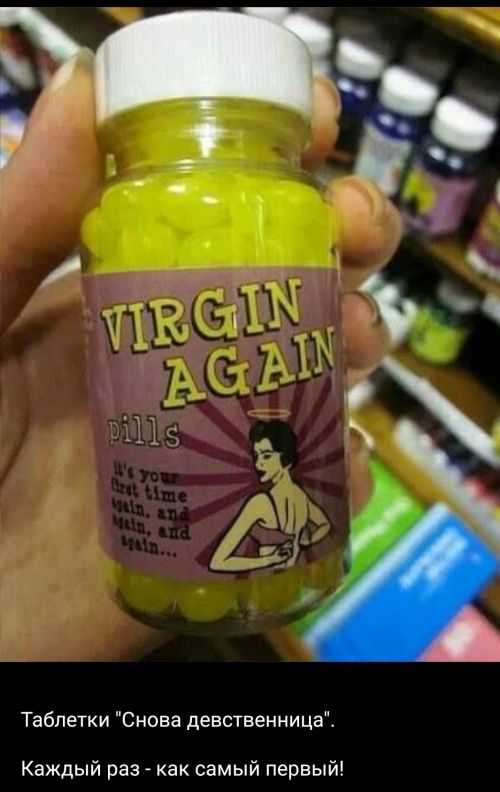 VIRGIN
AGAIN
pills
it's your
first time
again, and
again, and
again...
Таблетки "Снова девственница".
Каждый раз - как самый первый!